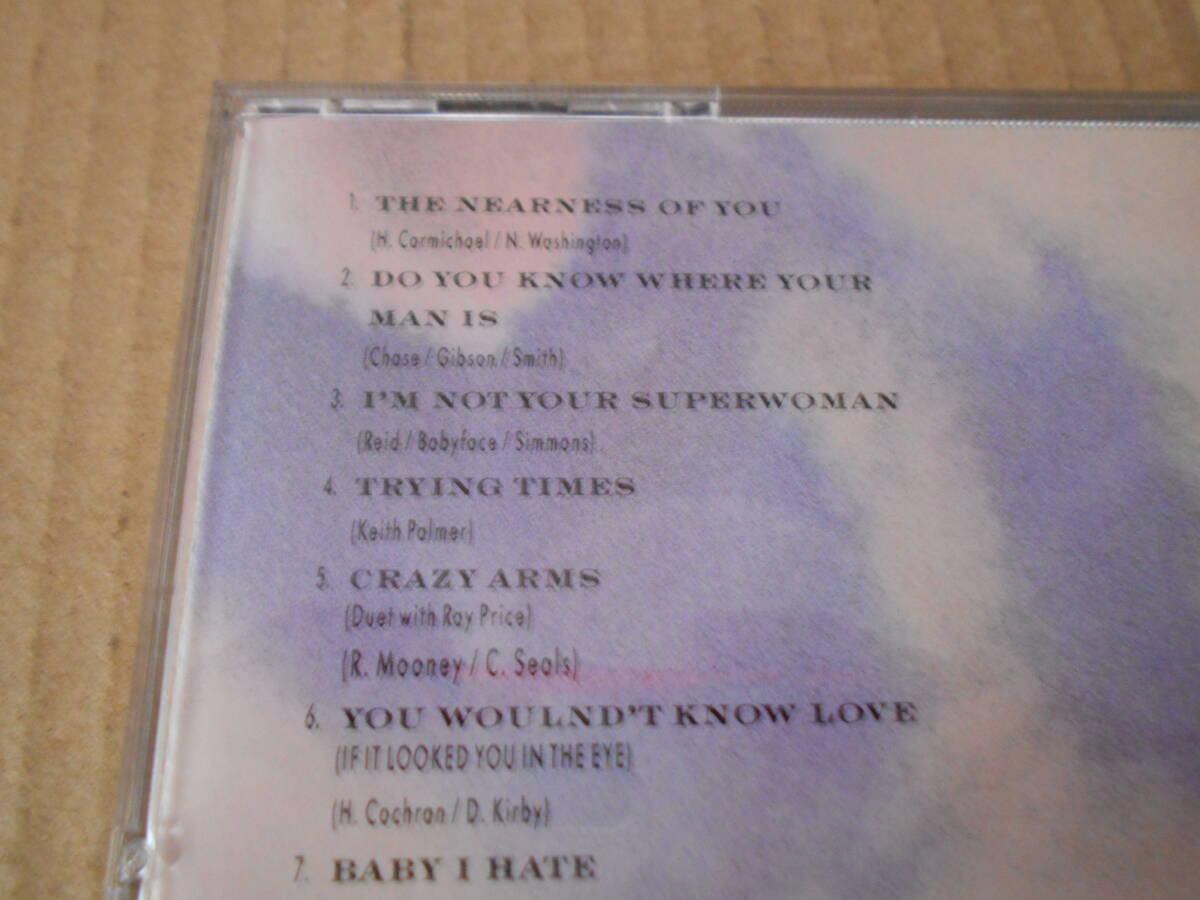 1. THE NEARNESS OF YOU
(H. Carmichael / N. Washington)
2. DO YOU KNOW WHERE YOUR
MAN IS
(Chase / Gibson / Smith)
3. I'M NOT YOUR SUPERWOMAN
(Reid / Babyface / Simmons)
4. TRYING TIMES
(Keith Palmer)
5. CRAZY ARMS
(Duet with Ray Price)
(R. Mooney / C. Seals)
6. YOU WOULND'T KNOW LOVE
(IF IT LOOKED YOU IN THE EYE)
(H. Cochran / D. Kirby)
7. BABY I HATE